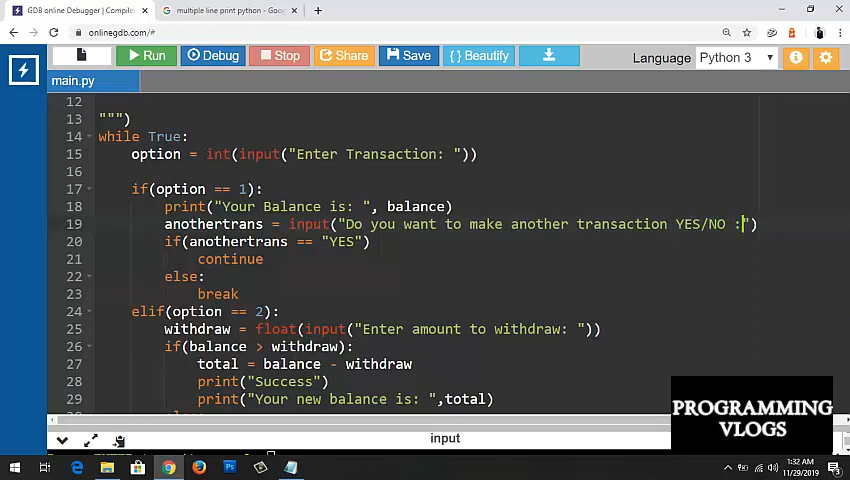 GDB online Debugger | Compiler
multiple line print python - Goo
onlinegdb.com/#
Run
Debug
Stop
Share
Save
{ } Beautify
Language Python 3
main.py
12
13 """)
14 while True:
15 option = int(input("Enter Transaction: "))
16
17 if(option == 1):
18 print("Your Balance is: ", balance)
19 anothertrans = input("Do you want to make another transaction YES/NO :")
20 if(anothertrans == "YES")
21 continue
22 else:
23 break
24 elif(option == 2):
25 withdraw = float(input("Enter amount to withdraw: "))
26 if(balance > withdraw):
27 total = balance - withdraw
28 print("Success")
29 print("Your new balance is: ",total)
input
PROGRAMMING
VLOGS
1:32 AM
11/29/2019